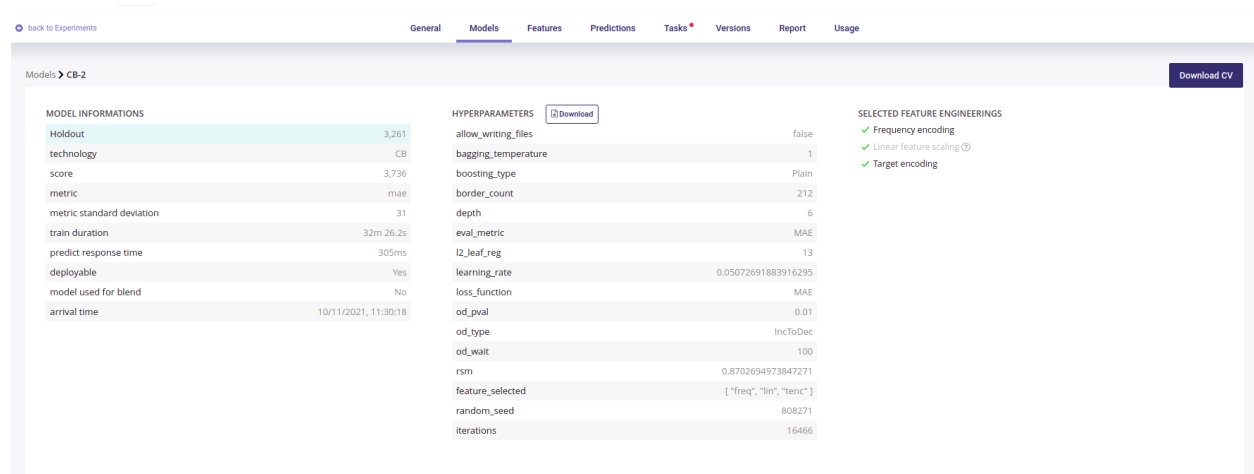 back to Experiments
General Models Features Predictions Tasks Versions Report Usage
Models > CB-2
Download CV
MODEL INFORMATIONS
Holdout 3,261
technology CB
score 3,736
metric mae
metric standard deviation 31
train duration 32m 26.2s
predict response time 305ms
deployable Yes
model used for blend No
arrival time 10/11/2021, 11:30:18
HYPERPARAMETERS Download
allow_writing_files false
bagging_temperature 1
boosting_type Plain
border_count 212
depth 6
eval_metric MAE
l2_leaf_reg 13
learning_rate 0.05072691883916295
loss_function MAE
od_pval 0.01
od_type IncToDec
od_wait 100
rsm 0.8702694973847271
feature_selected [ "freq", "lin", "tenc" ]
random_seed 808271
iterations 16466
SELECTED FEATURE ENGINEERINGS
Frequency encoding
Linear feature scaling ?
Target encoding